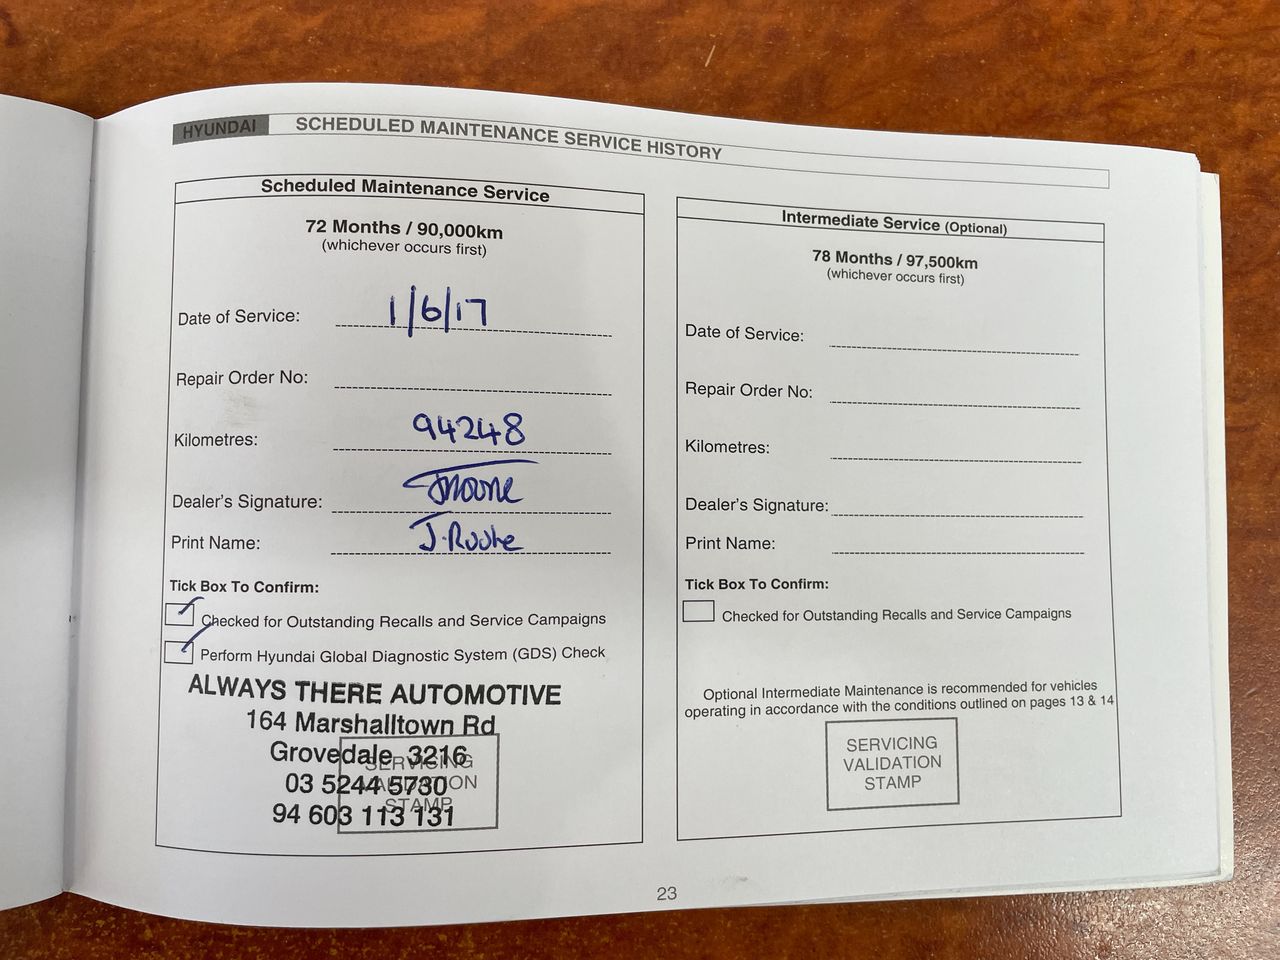 HYUNDAI SCHEDULED MAINTENANCE SERVICE HISTORY
Scheduled Maintenance Service
72 Months / 90,000km
(whichever occurs first)
Date of Service: 1/6/17
Repair Order No:
Kilometres: 94248
Dealer's Signature:
Print Name: J.
Tick Box To Confirm:
Checked for Outstanding Recalls and Service Campaigns
Perform Hyundai Global Diagnostic System (GDS) Check
ALWAYS THERE AUTOMOTIVE
164 Marshalltown Rd
Grovedale 3216
03 5244 5730
94 603 113 131
SERVICING
VALIDATION
STAMP
Intermediate Service (Optional)
78 Months / 97,500km
(whichever occurs first)
Date of Service:
Repair Order No:
Kilometres:
Dealer's Signature:
Print Name:
Tick Box To Confirm:
Checked for Outstanding Recalls and Service Campaigns
Optional Intermediate Maintenance is recommended for vehicles
operating in accordance with the conditions outlined on pages 13 & 14
SERVICING
VALIDATION
STAMP
23